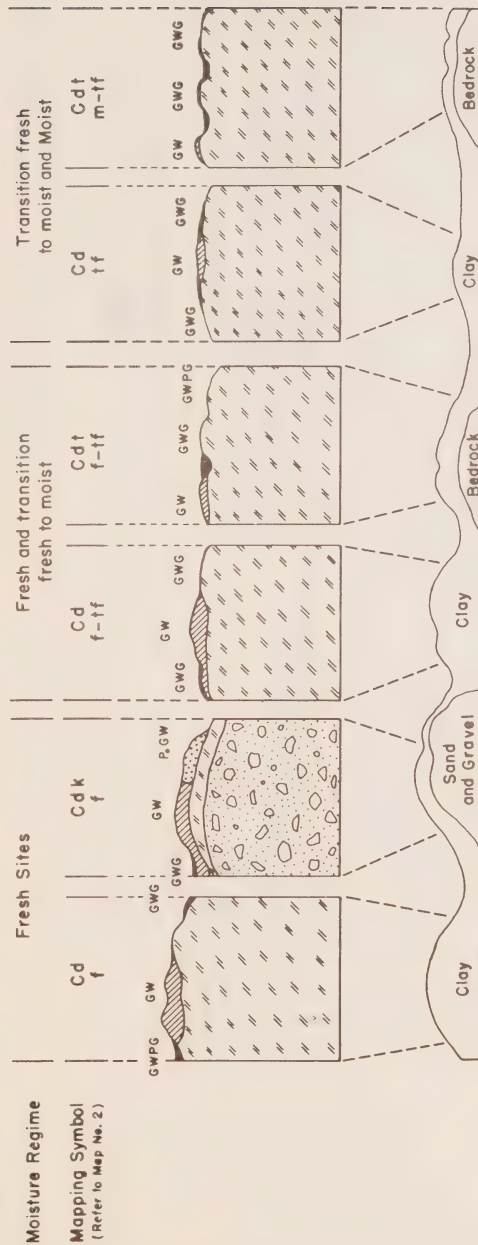 Moisture Regime
Fresh Sites
Fresh and transition
fresh to moist
Transition fresh
to moist and Moist
Mapping Symbol
(Refer to Map No. 2)
Cd
f
Cdk
f
Cd
f-tf
Cdt
f-tf
Cd
tf
Cdt
m-tf
GWPG
GW
GWG
GWG
GW
P.GW
GWG
GW
GWG
GW
GWG
GWPG
GWG
GW
GWG
GW
GWG
GWG
Clay
Sand
and Gravel
Clay
Bedrock
Clay
Bedrock